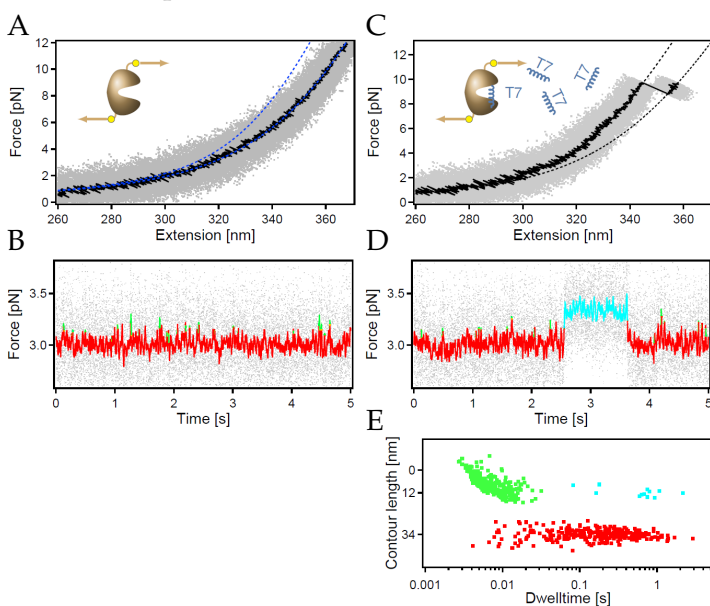 A
Force [pN]
12
10
8
6
4
2
0
260
280
300
320
340
360
Extension [nm]
C
Force [pN]
12
10
8
6
4
2
0
T7
T7
T7
T7
260
280
300
320
340
360
Extension [nm]
B
Force [pN]
3.5
3.0
0
1
2
3
4
5
Time [s]
D
Force [pN]
3.5
3.0
0
1
2
3
4
5
Time [s]
E
Contour length [nm]
0
12
34
0.001
0.01
0.1
1
Dwelltime [s]